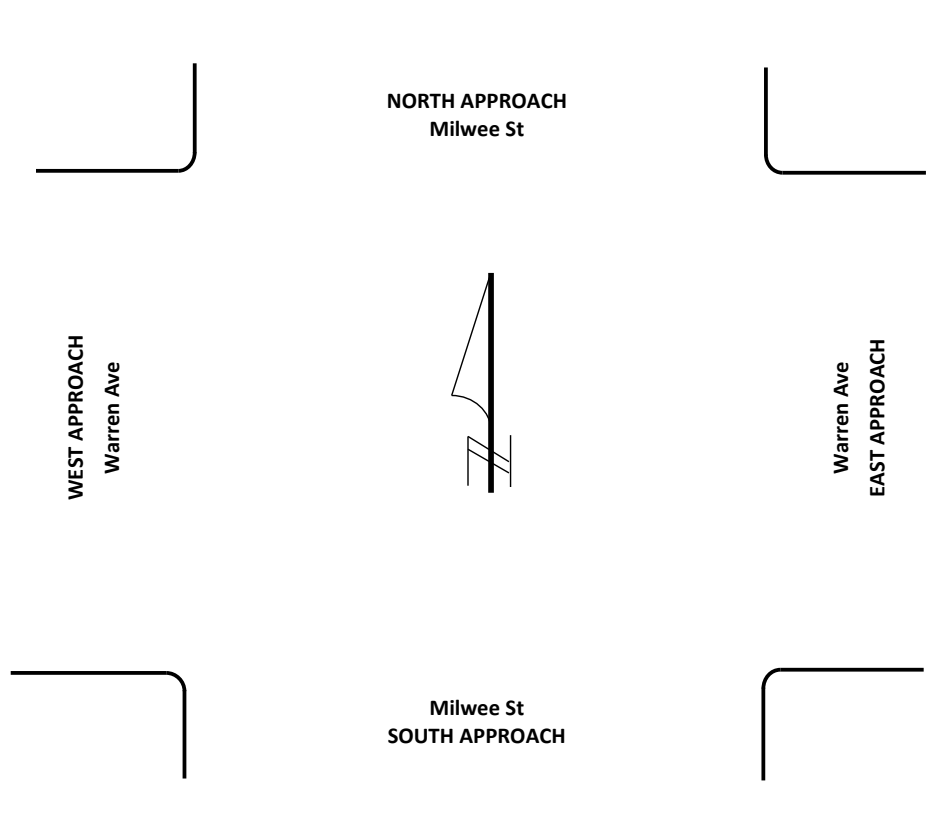 NORTH APPROACH
Milwee St
WEST APPROACH
Warren Ave
N
Warren Ave
EAST APPROACH
Milwee St
SOUTH APPROACH